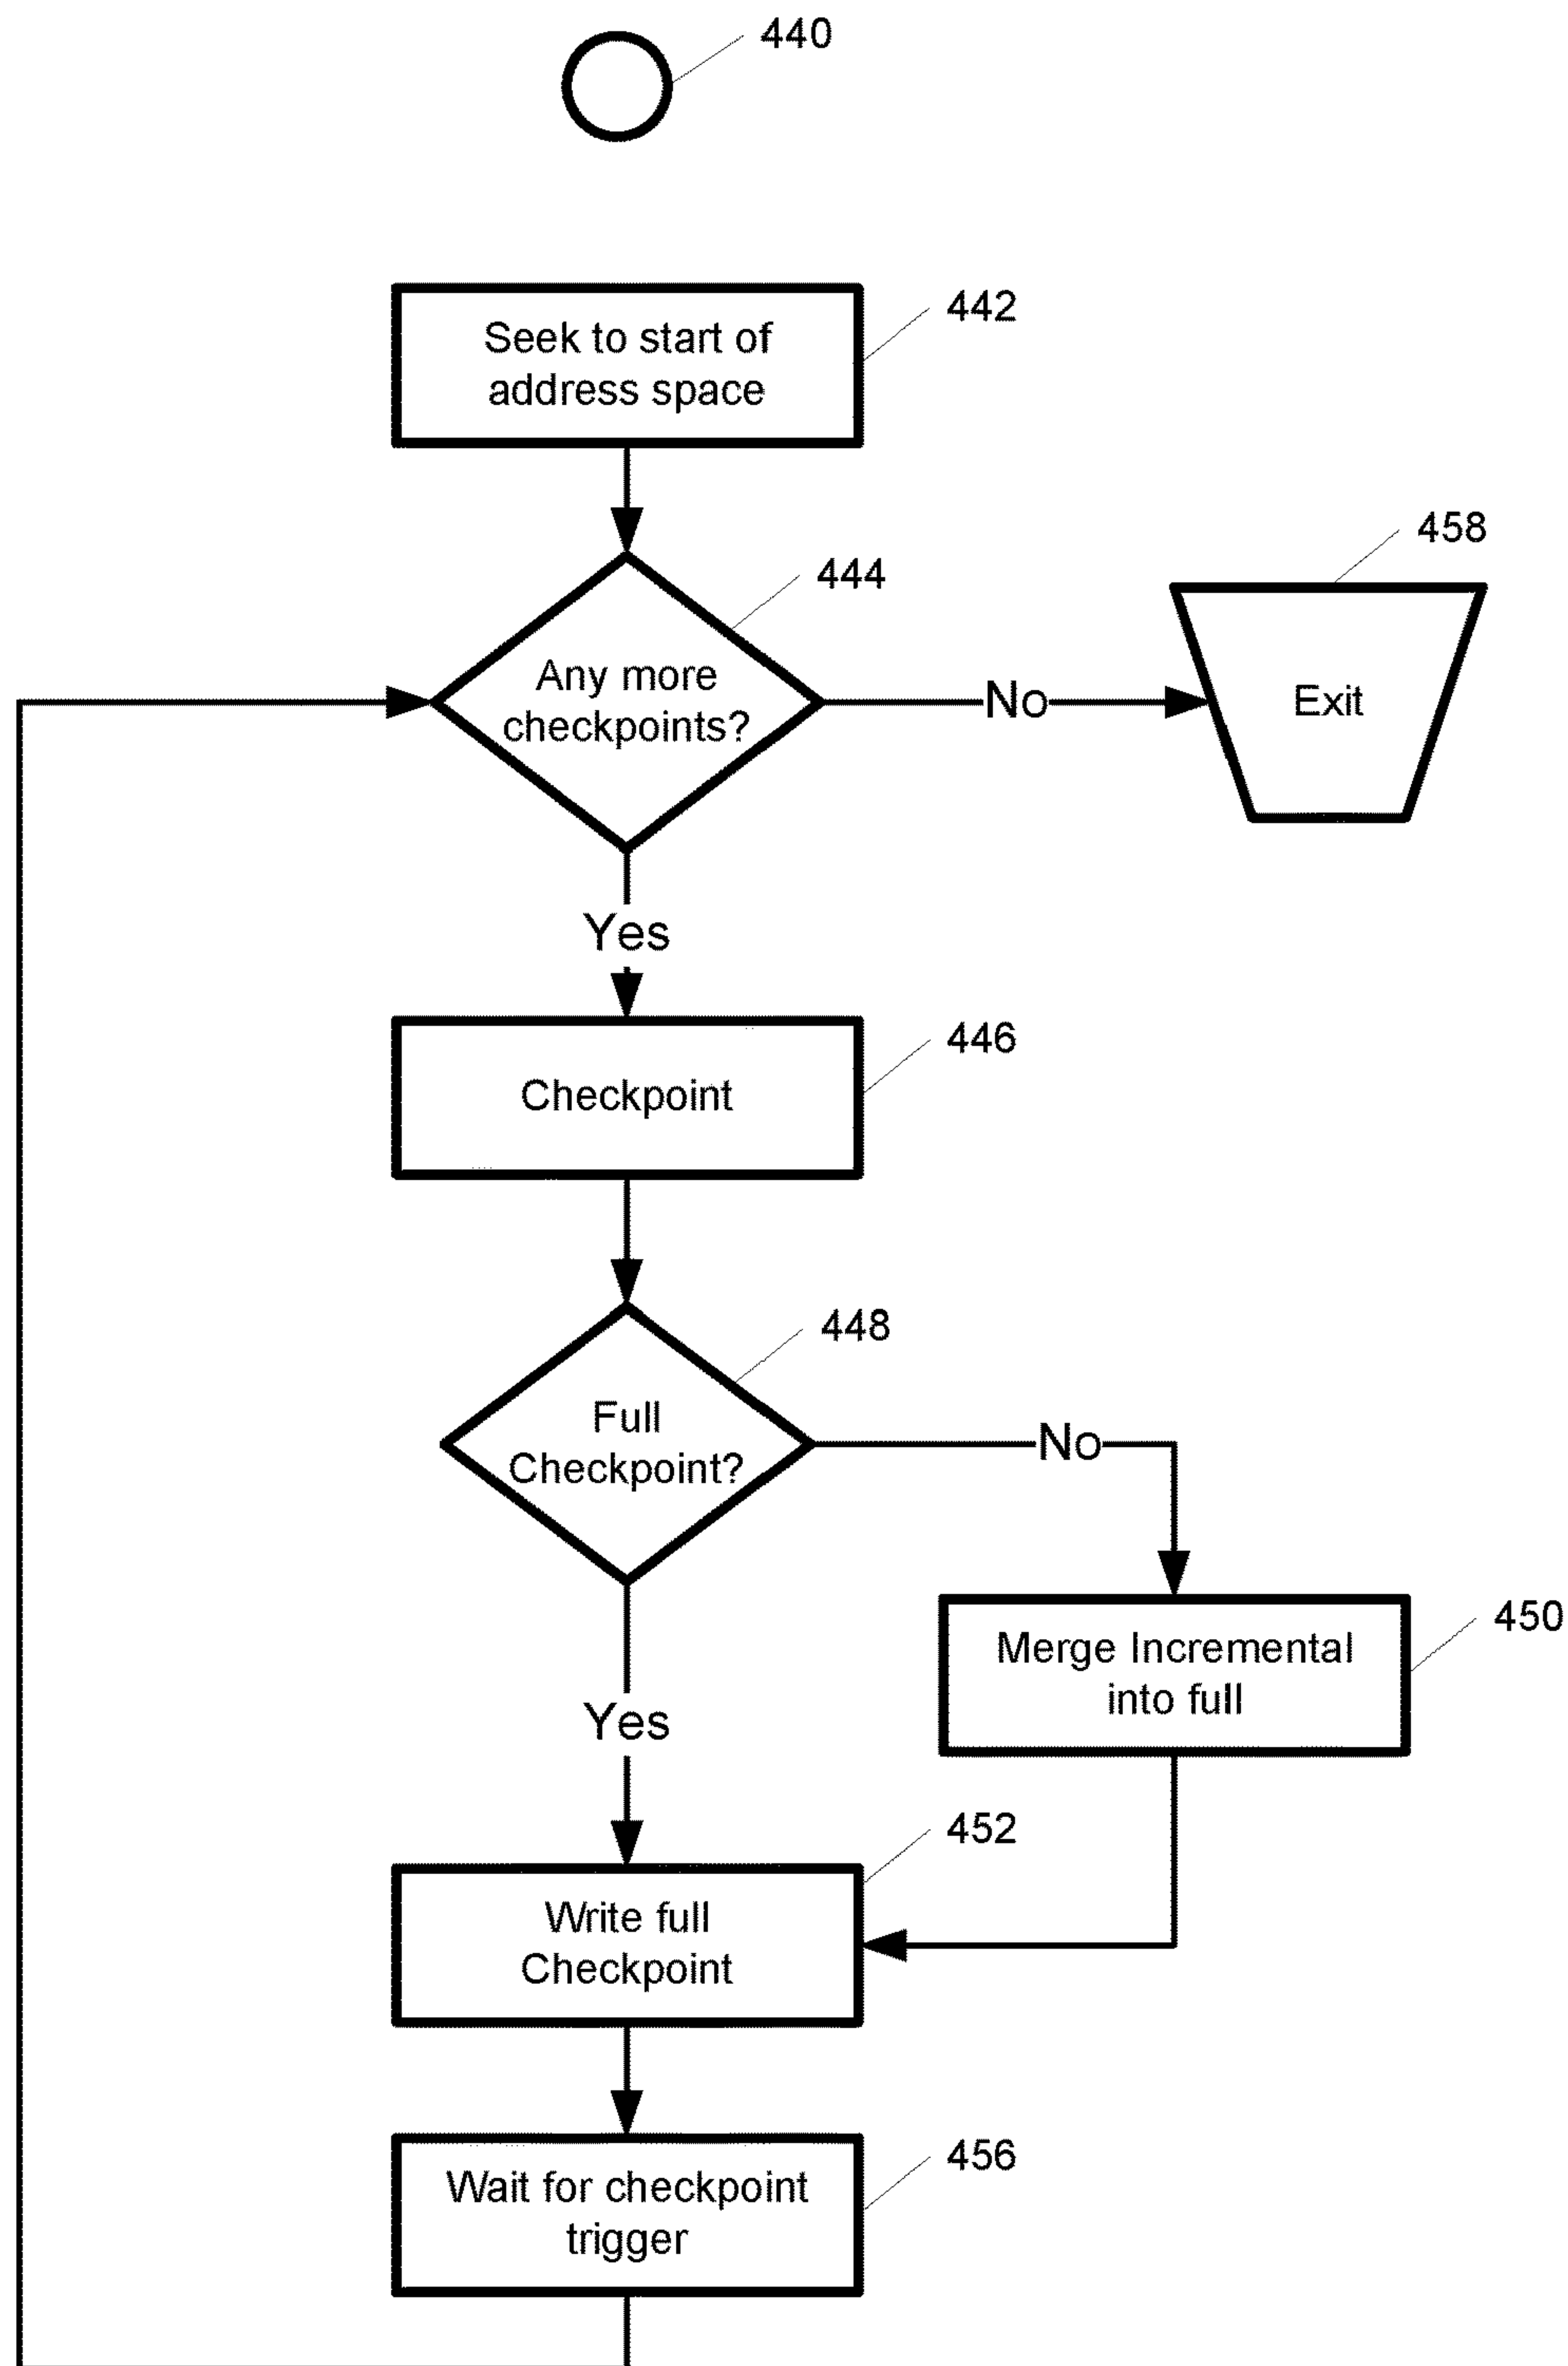 440
Seek to start of
address space
442
444
Any more
checkpoints?
No
458
Exit
Yes
446
Checkpoint
448
Full
Checkpoint?
No
450
Merge Incremental
into full
Yes
452
Write full
Checkpoint
456
Wait for checkpoint
trigger